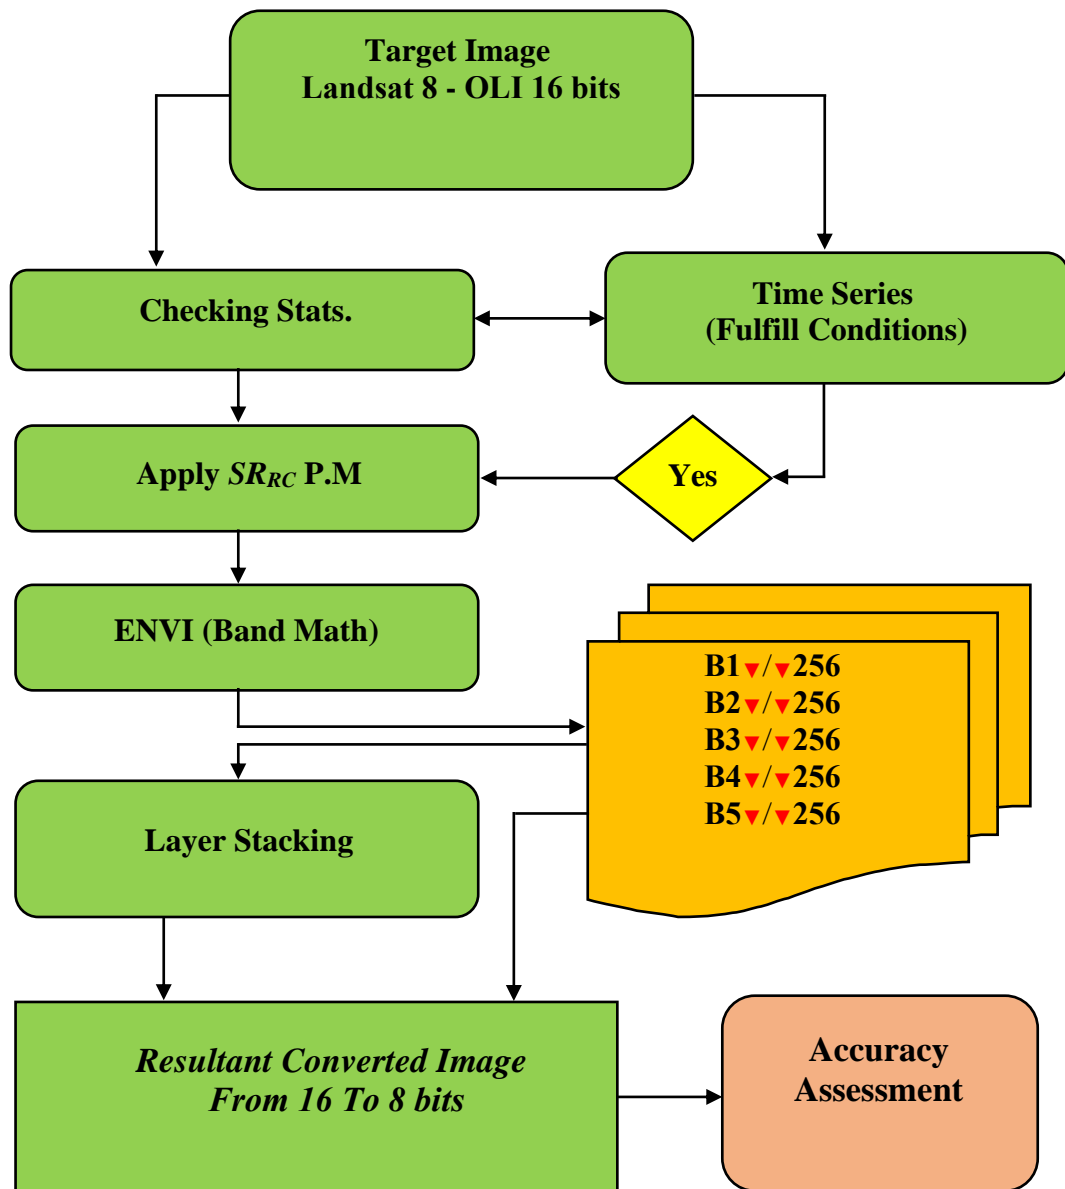 Target Image
Landsat 8 - OLI 16 bits
Checking Stats.
Time Series
(Fulfill Conditions)
Apply SRRC P.M
Yes
ENVI (Band Math)
B1▼/▼256
B2▼/▼256
B3▼/▼256
B4▼/▼256
B5▼/▼256
Layer Stacking
Resultant Converted Image
From 16 To 8 bits
Accuracy
Assessment